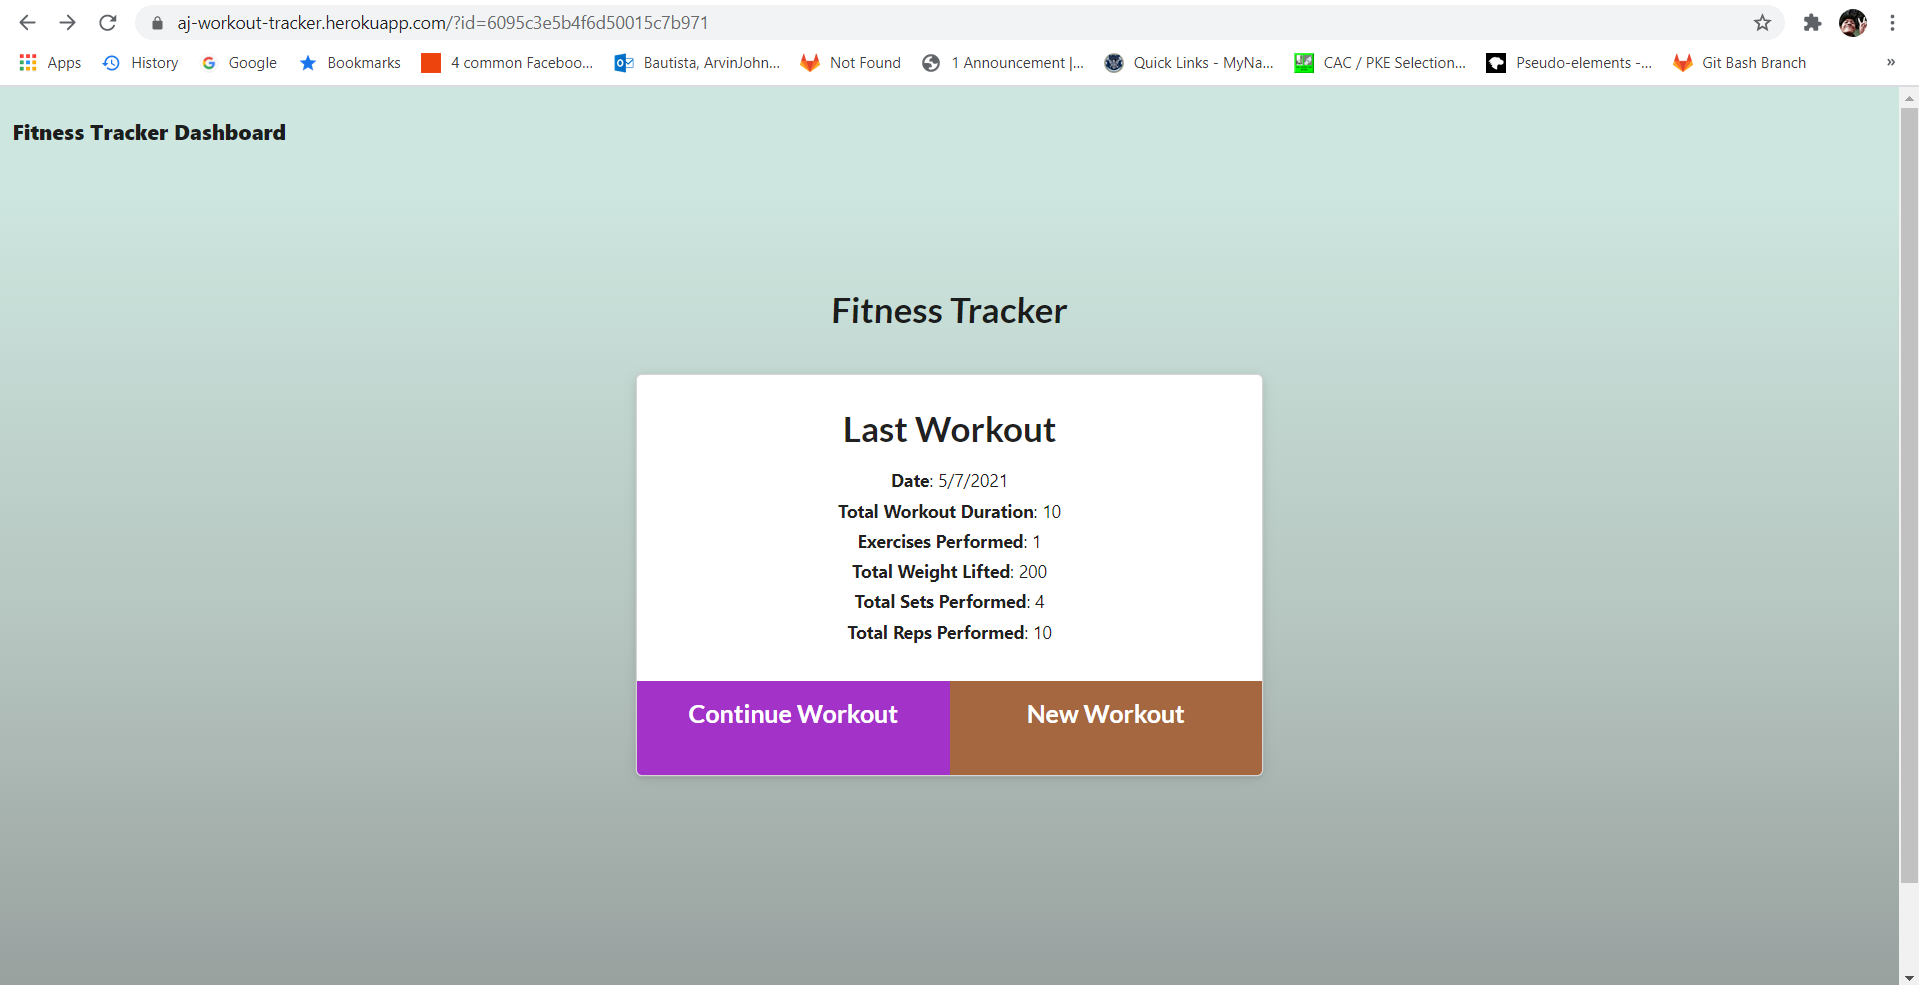 aj-workout-tracker.herokuapp.com/?id=6095c3e5b4f6d50015c7b971
Apps History Google Bookmarks 4 common Faceboo... Bautista, ArvinJohn... Not Found 1 Announcement |... Quick Links - MyNa... CAC / PKE Selection... Pseudo-elements -... Git Bash Branch »
Fitness Tracker Dashboard
Fitness Tracker
Last Workout
Date: 5/7/2021
Total Workout Duration: 10
Exercises Performed: 1
Total Weight Lifted: 200
Total Sets Performed: 4
Total Reps Performed: 10
Continue Workout New Workout